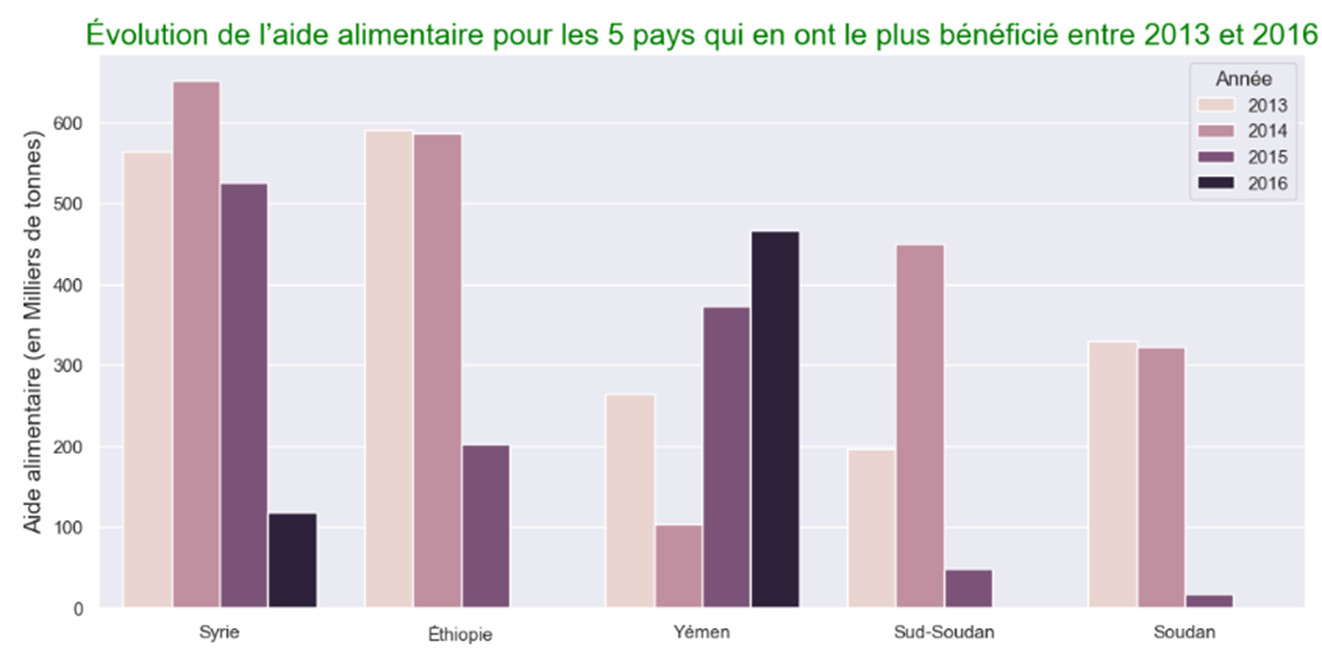 Évolution de l’aide alimentaire pour les 5 pays qui en ont le plus bénéficié entre 2013 et 2016
Aide alimentaire (en Milliers de tonnes)
600
500
400
300
200
100
0
Année
2013
2014
2015
2016
Syrie
Éthiopie
Yémen
Sud-Soudan
Soudan